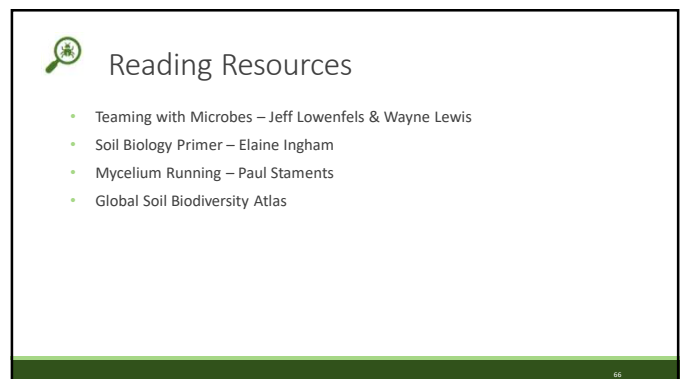 Reading Resources
• Teaming with Microbes – Jeff Lowenfels & Wayne Lewis
• Soil Biology Primer – Elaine Ingham
• Mycelium Running – Paul Staments
• Global Soil Biodiversity Atlas
66